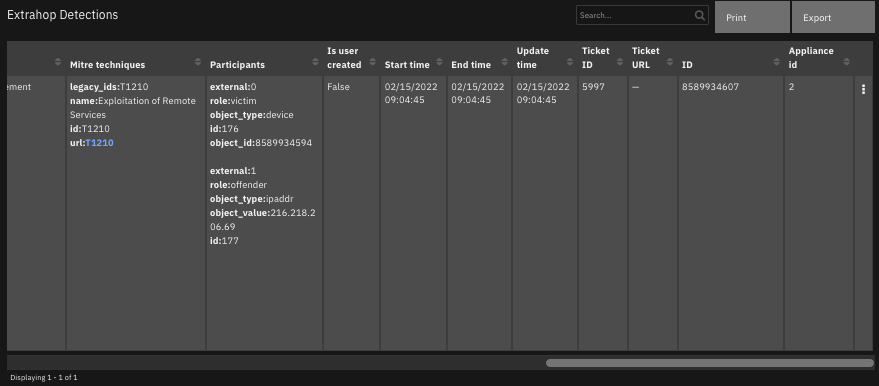 Extrahop Detections
Search...
Print
Export
Mitre techniques
Participants
Is user
created
Start time
End time
Update
time
Ticket
ID
Ticket
URL
ID
Appliance
id
ement
legacy_ids:T1210
name:Exploitation of Remote
Services
id:T1210
url:T1210
external:0
role:victim
object_type:device
id:176
object_id:8589934594
external:1
role:offender
object_type:ipaddr
object_value:216.218.2
06.69
id:177
False
02/15/2022
09:04:45
02/15/2022
09:04:45
02/15/2022
09:04:45
5997
—
8589934607
2
Displaying 1 - 1 of 1